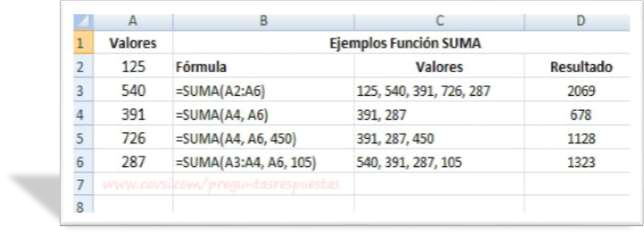 A B C D
1 Valores Ejemplos Función SUMA
2 125 Fórmula Valores Resultado
3 540 =SUMA(A2:A6) 125, 540, 391, 726, 287 2069
4 391 =SUMA(A4, A6) 391, 287 678
5 726 =SUMA(A4, A6, 450) 391, 287, 450 1128
6 287 =SUMA(A3:A4, A6, 105) 540, 391, 287, 105 1323
7 www.cavsi.com/preguntasrespuestas
8